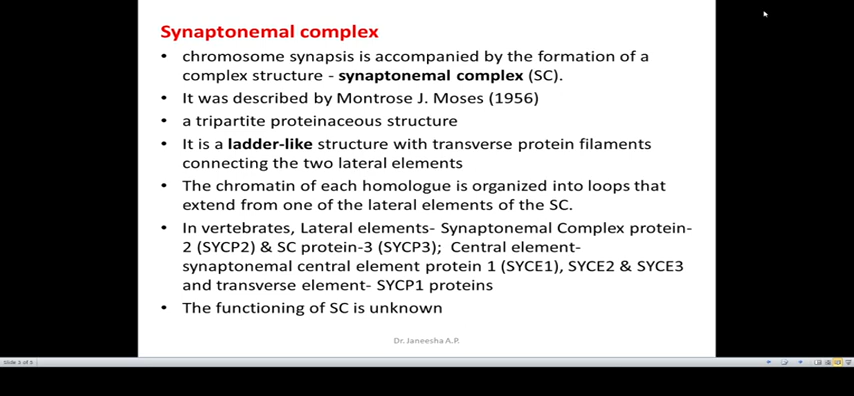 Synaptonemal complex
• chromosome synapsis is accompanied by the formation of a
complex structure - synaptonemal complex (SC).
• It was described by Montrose J. Moses (1956)
• a tripartite proteinaceous structure
• It is a ladder-like structure with transverse protein filaments
connecting the two lateral elements
• The chromatin of each homologue is organized into loops that
extend from one of the lateral elements of the SC.
• In vertebrates, Lateral elements- Synaptonemal Complex protein-
2 (SYCP2) & SC protein-3 (SYCP3); Central element-
synaptonemal central element protein 1 (SYCE1), SYCE2 & SYCE3
and transverse element- SYCP1 proteins
• The functioning of SC is unknown
Dr. Janeesha A.P.